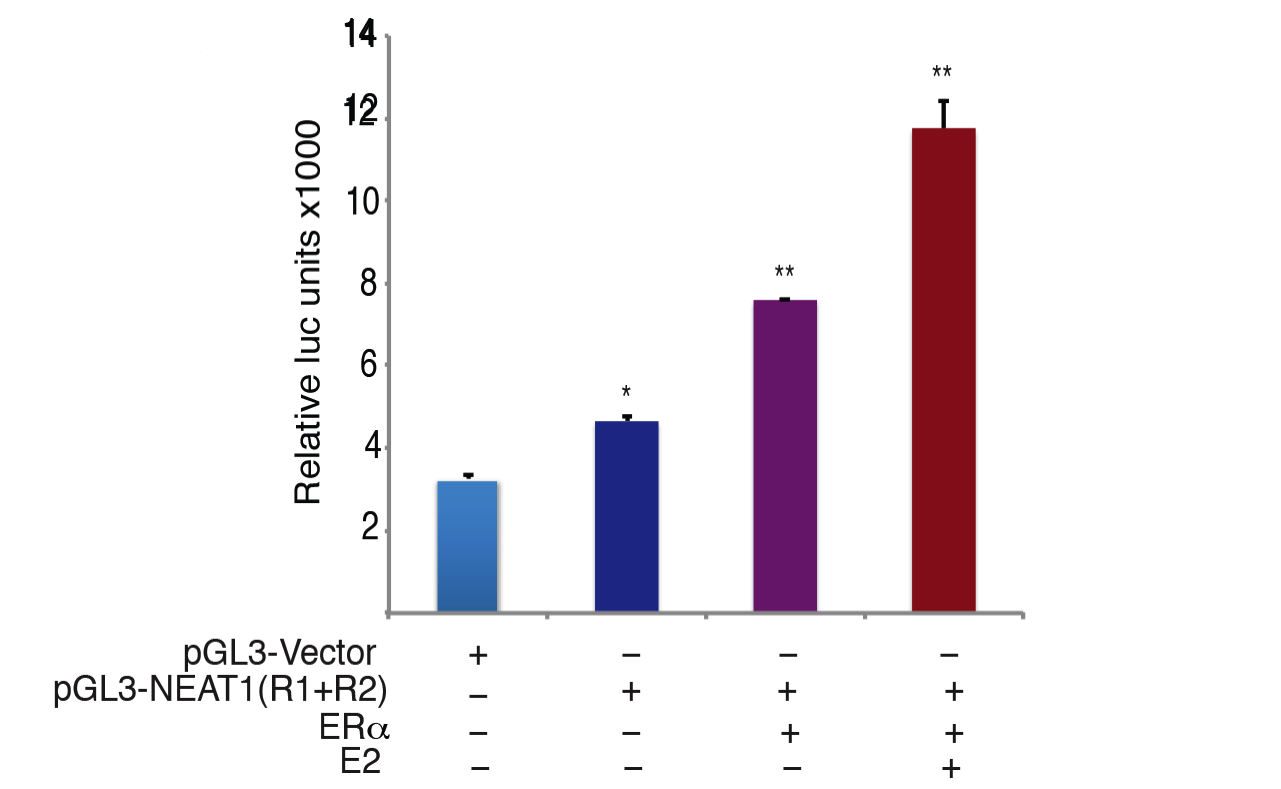 14
**
12
Relative luc units x1000
10
**
8
6
*
4
2
pGL3-Vector + – – –
pGL3-NEAT1(R1+R2) – + + +
ERα – – + +
E2 – – – +